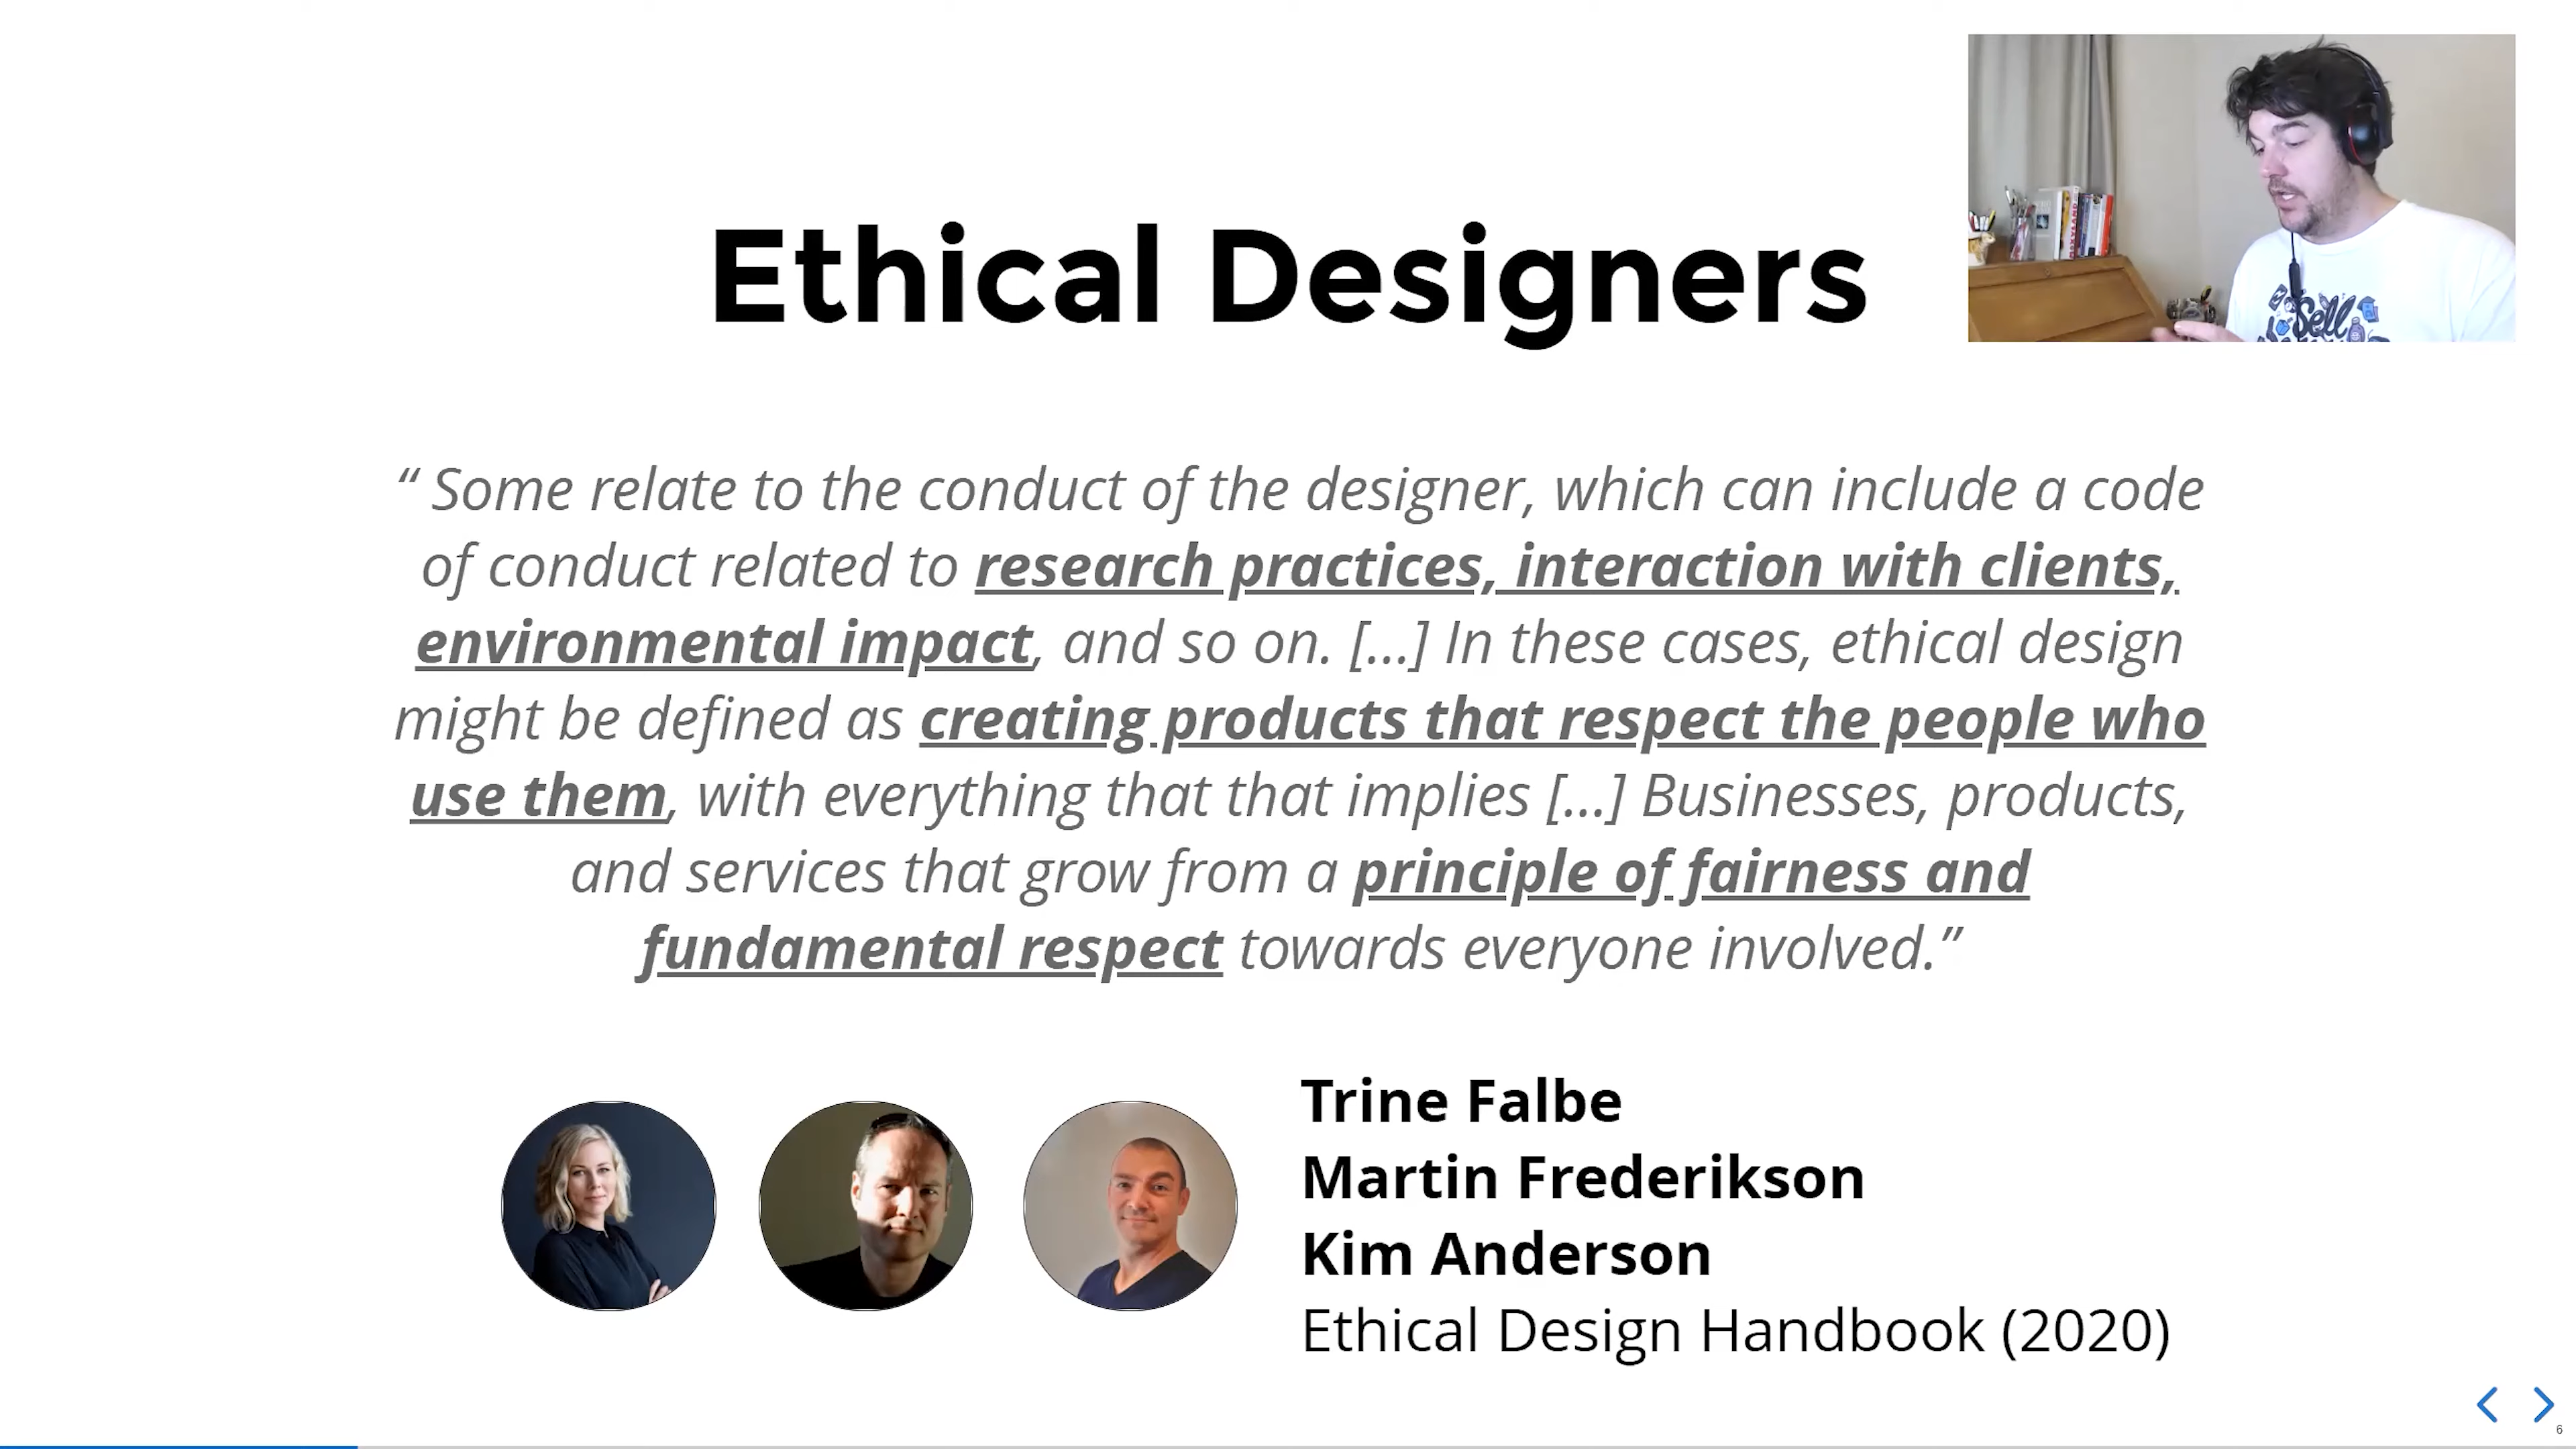 Ethical Designers
Sell
“ Some relate to the conduct of the designer, which can include a code
of conduct related to research practices, interaction with clients,
environmental impact, and so on. [...] In these cases, ethical design
might be defined as creating products that respect the people who
use them, with everything that that implies [...] Businesses, products,
and services that grow from a principle of fairness and
fundamental respect towards everyone involved.”
Trine Falbe
Martin Frederikson
Kim Anderson
Ethical Design Handbook (2020)
6